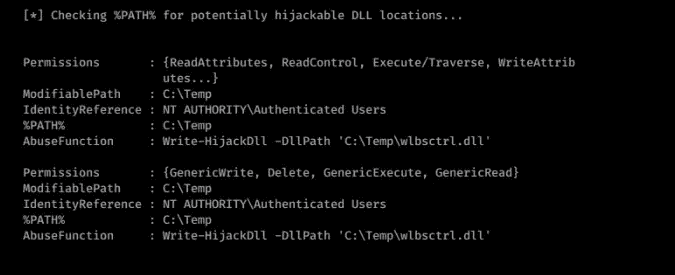 [*] Checking %PATH% for potentially hijackable DLL locations...
Permissions : {ReadAttributes, ReadControl, Execute/Traverse, WriteAttrib
utes...}
ModifiablePath : C:\Temp
IdentityReference : NT AUTHORITY\Authenticated Users
%PATH% : C:\Temp
AbuseFunction : Write-HijackDll -DllPath 'C:\Temp\wlbsctrl.dll'
Permissions : {GenericWrite, Delete, GenericExecute, GenericRead}
ModifiablePath : C:\Temp
IdentityReference : NT AUTHORITY\Authenticated Users
%PATH% : C:\Temp
AbuseFunction : Write-HijackDll -DllPath 'C:\Temp\wlbsctrl.dll'